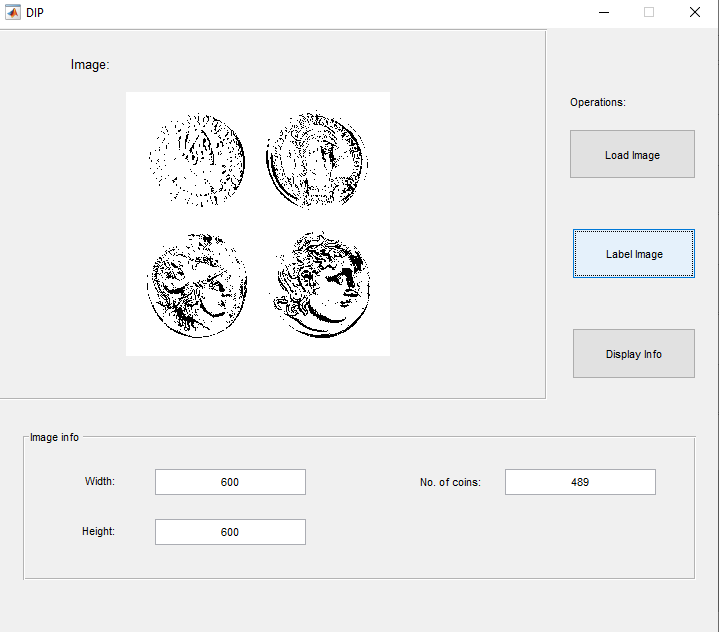 DIP
Image:
Operations:
Load Image
Label Image
Display Info
Image info
Width:
600
No. of coins:
489
Height:
600